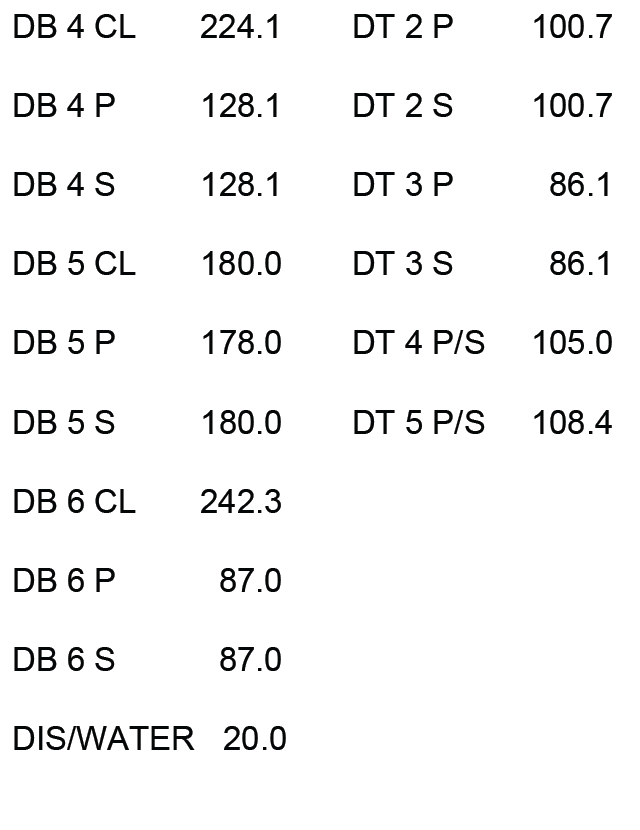 DB 4 CL 224.1 DT 2 P 100.7
DB 4 P 128.1 DT 2 S 100.7
DB 4 S 128.1 DT 3 P 86.1
DB 5 CL 180.0 DT 3 S 86.1
DB 5 P 178.0 DT 4 P/S 105.0
DB 5 S 180.0 DT 5 P/S 108.4
DB 6 CL 242.3
DB 6 P 87.0
DB 6 S 87.0
DIS/WATER 20.0